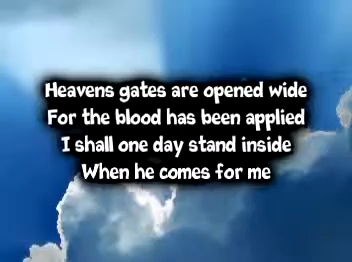 Heavens gates are opened wide
For the blood has been applied
I shall one day stand inside
When he comes for me